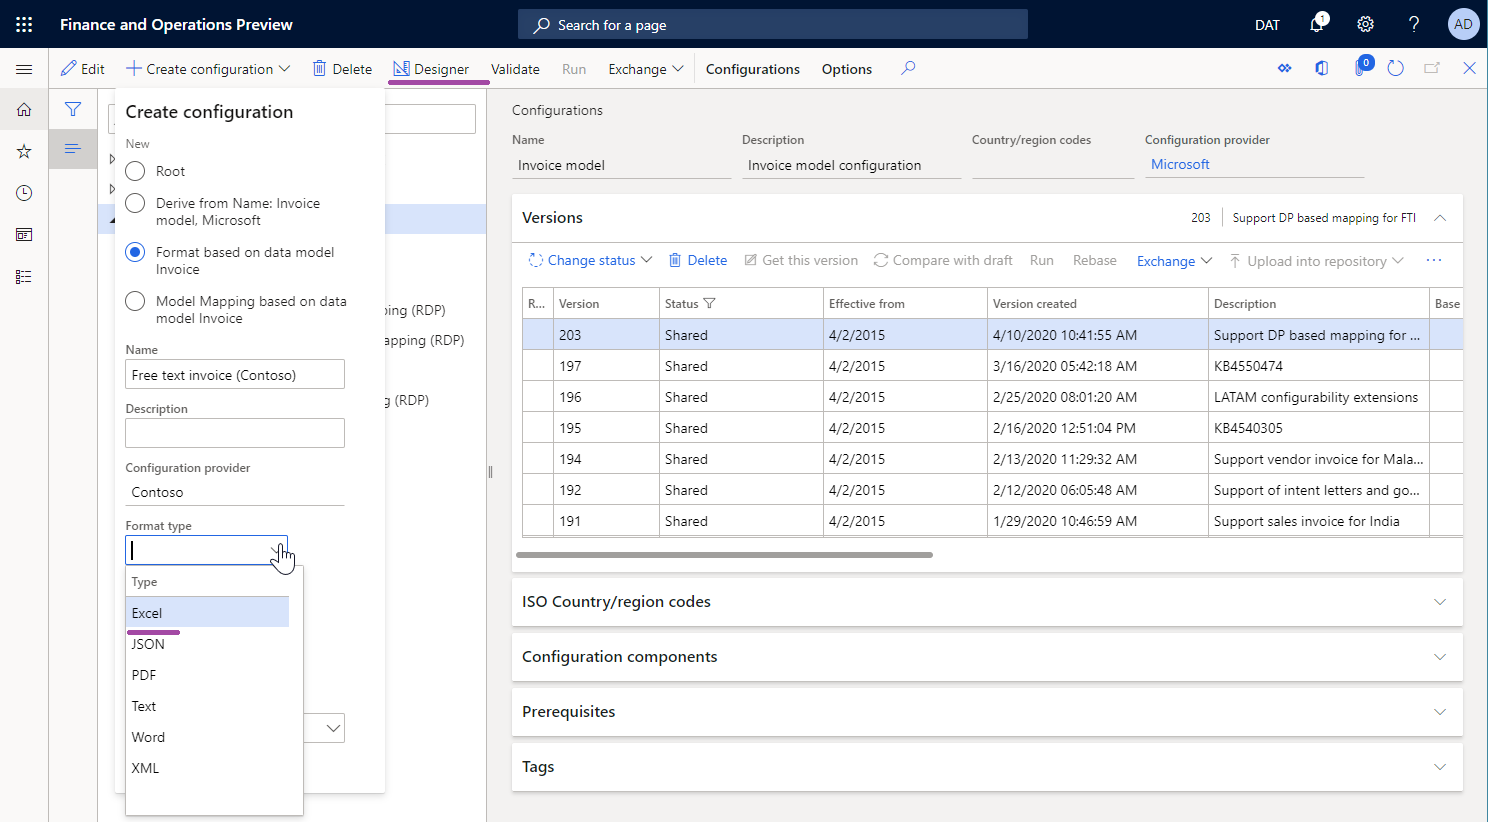 Finance and Operations Preview
Search for a page
DAT
1
?
AD
Edit
Create configuration
Delete
Designer
Validate
Run
Exchange
Configurations
Options
0
Create configuration
New
Root
Derive from Name: Invoice
model, Microsoft
Format based on data model
Invoice
Model Mapping based on data
model Invoice
Name
Free text invoice (Contoso)
Description
Configuration provider
Contoso
Format type
Type
Excel
JSON
PDF
Text
Word
XML
(RDP)
(RDP)
(RDP)
Configurations
Name
Description
Country/region codes
Configuration provider
Invoice model
Invoice model configuration
Microsoft
Versions
203
Support DP based mapping for FTI
Change status
Delete
Get this version
Compare with draft
Run
Rebase
Exchange
Upload into repository
...
R... Version Status Effective from Version created Description Base
203 Shared 4/2/2015 4/10/2020 10:41:55 AM Support DP based mapping for ...
197 Shared 4/2/2015 3/16/2020 05:42:18 AM KB4550474
196 Shared 4/2/2015 2/25/2020 08:01:20 AM LATAM configurability extensions
195 Shared 4/2/2015 2/16/2020 12:51:04 PM KB4540305
194 Shared 4/2/2015 2/13/2020 11:29:32 AM Support vendor invoice for Mala...
192 Shared 4/2/2015 2/12/2020 06:05:48 AM Support of intent letters and go...
191 Shared 4/2/2015 1/29/2020 10:46:59 AM Support sales invoice for India
ISO Country/region codes
Configuration components
Prerequisites
Tags